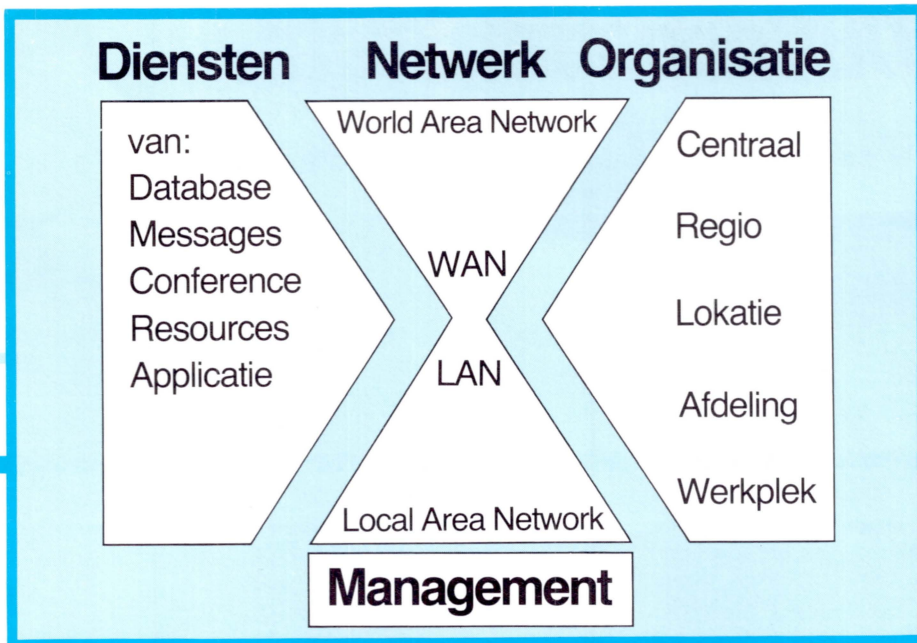 Diensten
van:
Database
Messages
Conference
Resources
Applicatie
Netwerk
World Area Network
WAN
LAN
Local Area Network
Management
Organisatie
Centraal
Regio
Lokatie
Afdeling
Werkplek